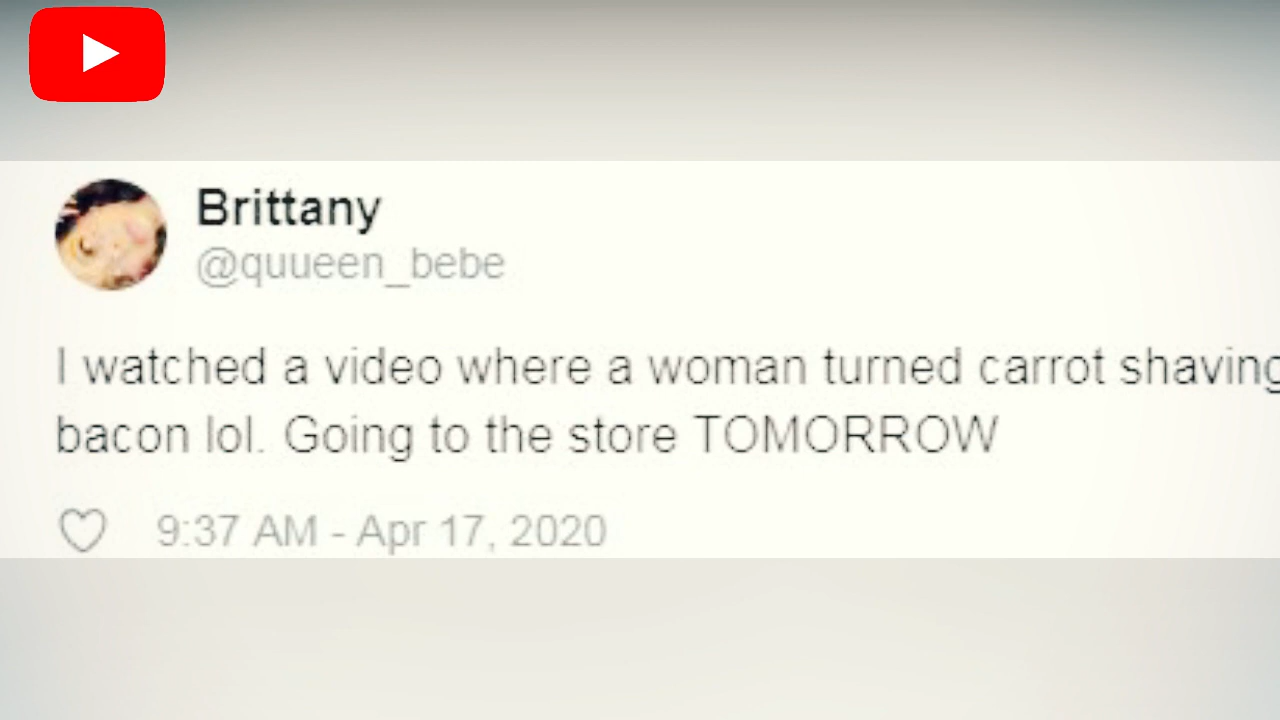 Brittany
@quueen_bebe
I watched a video where a woman turned carrot shaving
bacon lol. Going to the store TOMORROW
9:37 AM - Apr 17, 2020